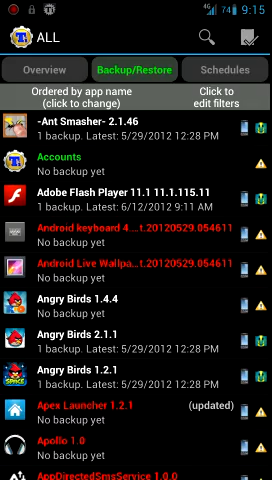 4G 74 9:15
ALL
Overview
Backup/Restore
Schedules
Ordered by app name
(click to change)
Click to
edit filters
-Ant Smasher- 2.1.46
1 backup. Latest: 5/29/2012 12:28 PM
Accounts
No backup yet
Adobe Flash Player 11.1 11.1.115.11
1 backup. Latest: 6/12/2012 9:11 AM
Android keyboard 4....t.20120529.054611
No backup yet
Android Live Wallpa...t.20120529.054611
No backup yet
Angry Birds 1.4.4
No backup yet
Angry Birds 2.1.1
1 backup. Latest: 5/29/2012 12:28 PM
Angry Birds 1.2.1
1 backup. Latest: 5/29/2012 12:28 PM
Apex Launcher 1.2.1 (updated)
No backup yet
Apollo 1.0
No backup yet
AppDirectedSmsService 1.0.0